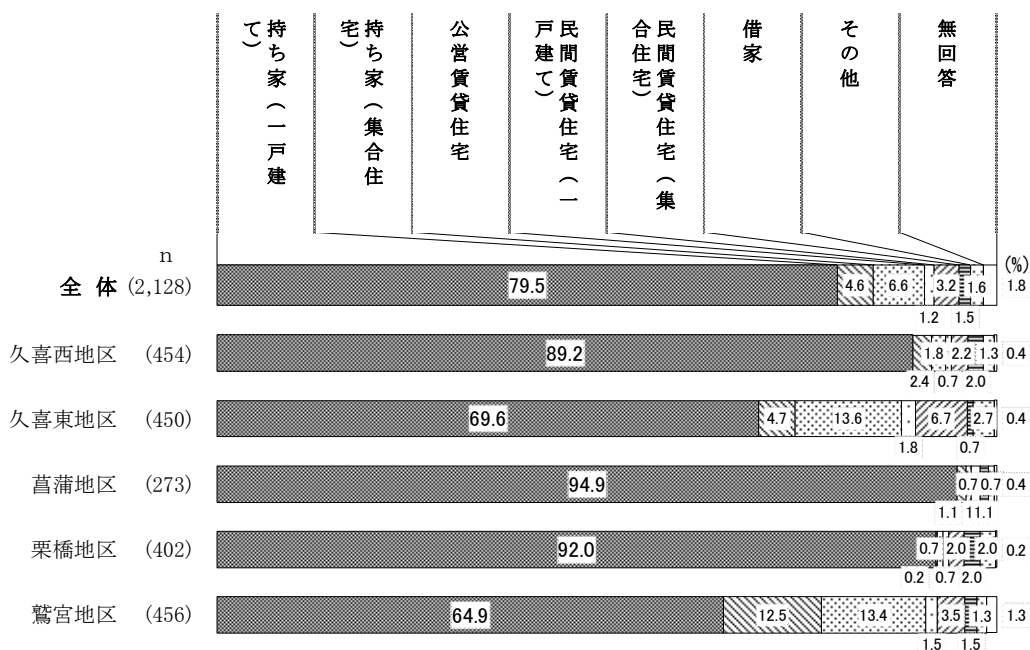 持ち家（一戸建
て）
持ち家（集合住
宅）
公営賃貸住宅
民間賃貸住宅（一
戸建て）
民間賃貸住宅（集
合住宅）
借家
その他
無回答
n
(%)
全 体 (2,128) 79.5 4.6 6.6 3.2 1.6 1.8
1.2 1.5
久喜西地区 (454) 89.2 1.8 2.2 1.3 0.4
2.4 0.7 2.0
久喜東地区 (450) 69.6 4.7 13.6 6.7 2.7 0.4
1.8 0.7
菖蒲地区 (273) 94.9 0.7 0.7 0.4
1.1 11.1
栗橋地区 (402) 92.0 0.7 2.0 2.0 0.2
0.2 0.7 2.0
鷲宮地区 (456) 64.9 12.5 13.4 3.5 1.3 1.3
1.5 1.5